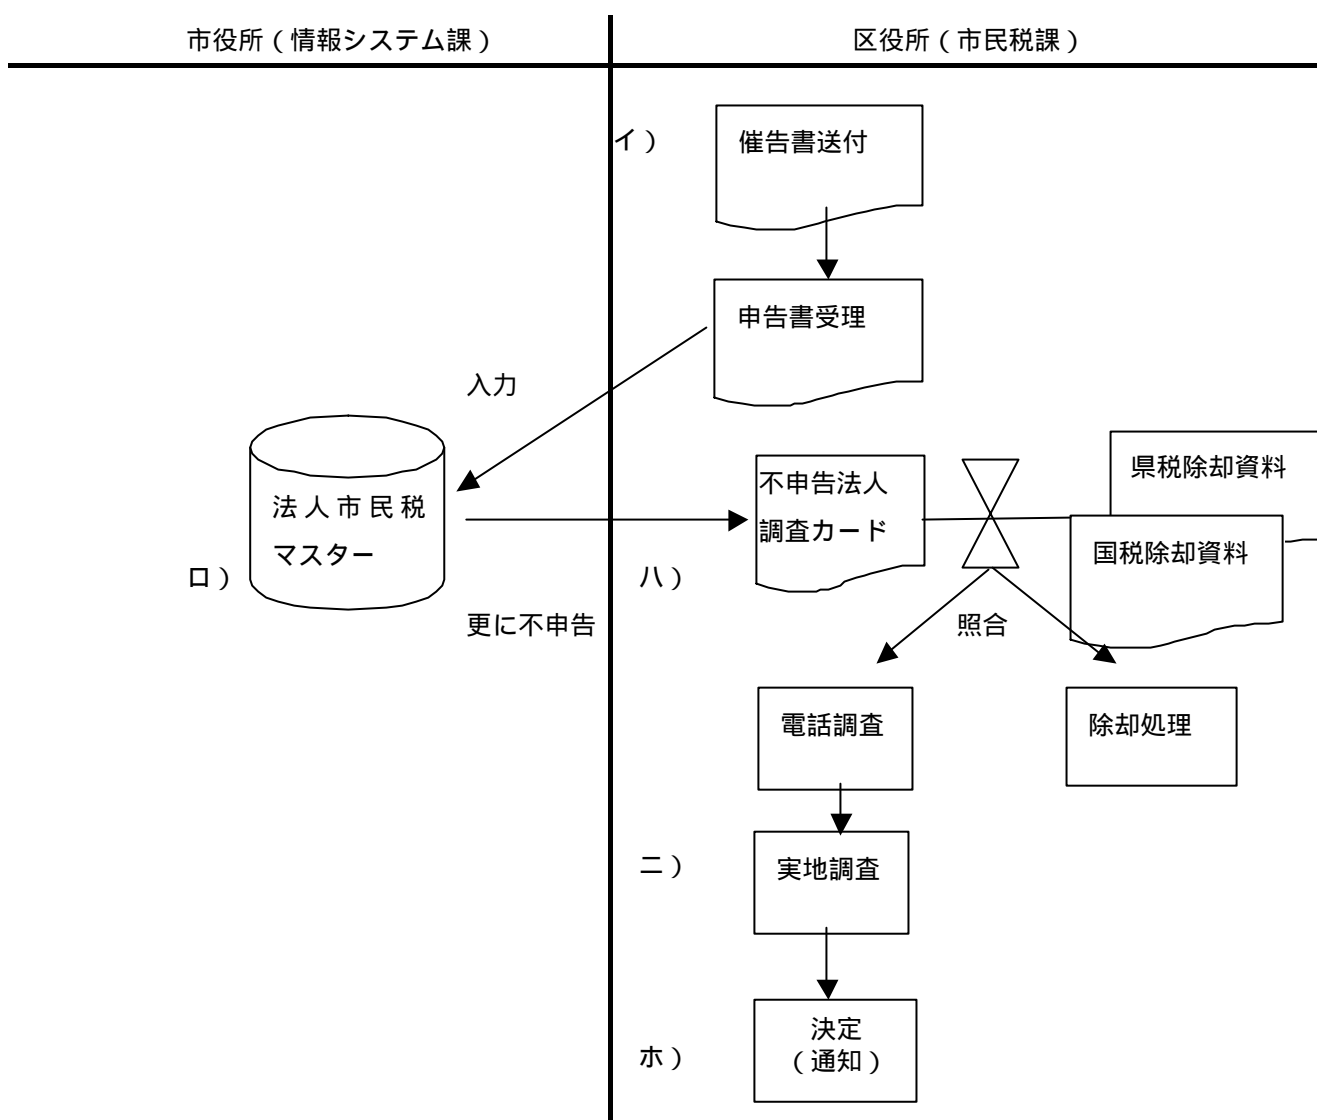 市役所（情報システム課）
区役所（市民税課）
イ）
催告書送付
申告書受理
入力
法人市民税
マスター
ロ）
更に不申告
ハ）
不申告法人
調査カード
県税除却資料
国税除却資料
照合
電話調査
除却処理
ニ）
実地調査
ホ）
決定
（通知）